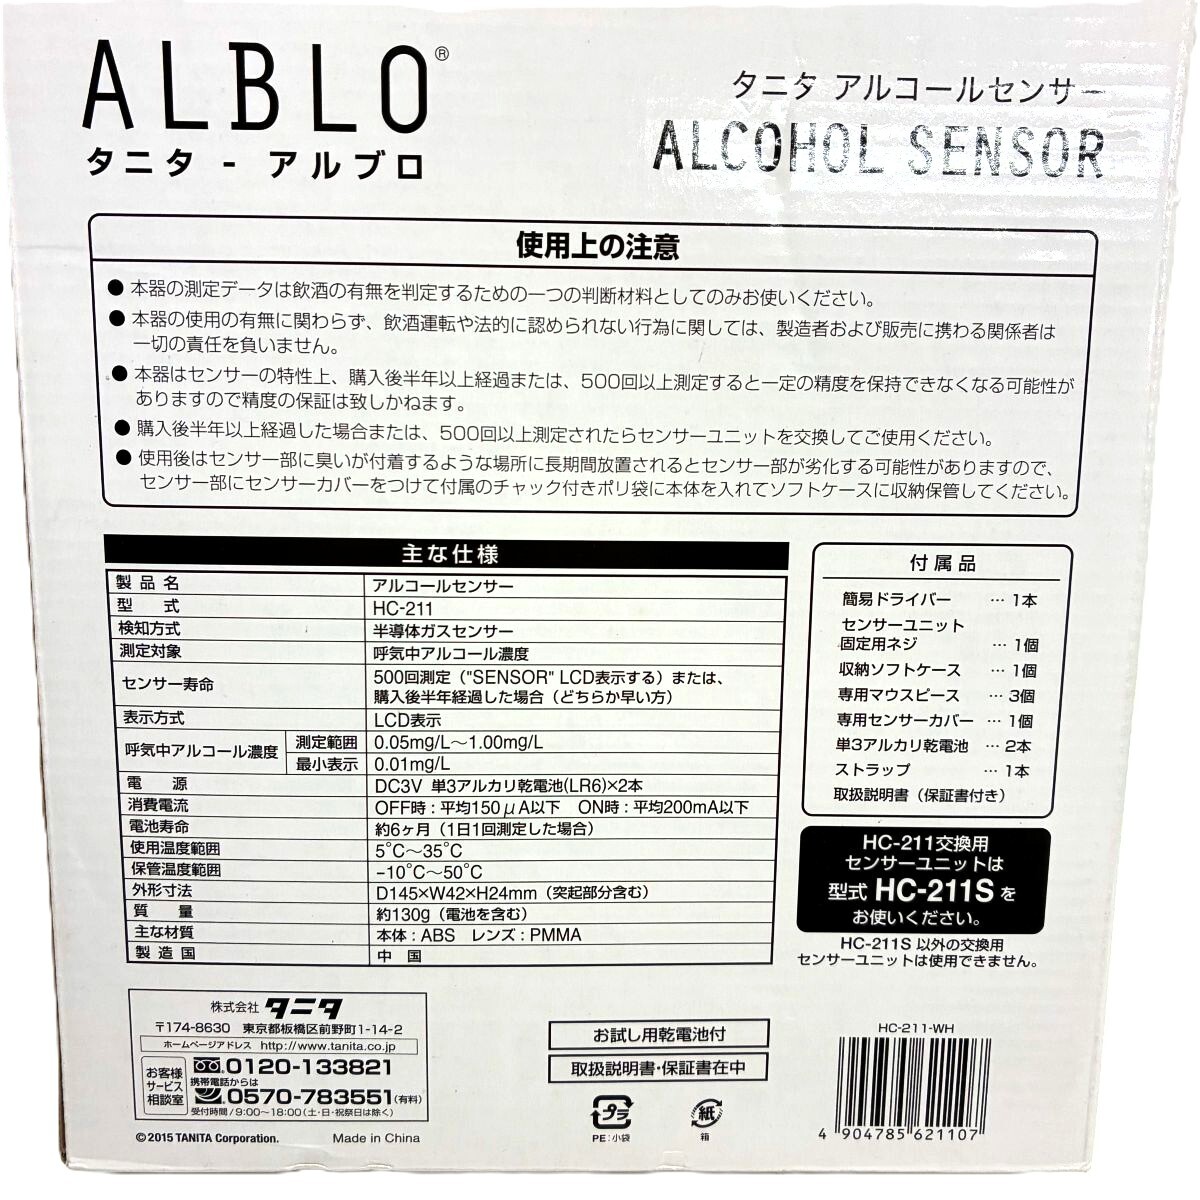 ALBLO®
タニタ - アルブロ
タニタ アルコールセンサー
ALCOHOL SENSOR
使用上の注意
● 本器の測定データは飲酒の有無を判定するための一つの判断材料としてのみお使いください。
● 本器の使用の有無に関わらず、飲酒運転や法的に認められない行為に関しては、製造者および販売に携わる関係者は
一切の責任を負いません。
● 本器はセンサーの特性上、購入後半年以上経過または、500回以上測定すると一定の精度を保持できなくなる可能性が
ありますので精度の保証は致しかねます。
● 購入後半年以上経過した場合または、500回以上測定されたらセンサーユニットを交換してご使用ください。
● 使用後はセンサー部に臭いが付着するような場所に長期間放置されるとセンサー部が劣化する可能性がありますので、
センサー部にセンサーカバーをつけて付属のチャック付きポリ袋に本体を入れてソフトケースに収納保管してください。
主な仕様
製品名 アルコールセンサー
型式 HC-211
検知方式 半導体ガスセンサー
測定対象 呼気中アルコール濃度
センサー寿命 500回測定("SENSOR" LCD表示する)または、
購入後半年経過した場合(どちらか早い方)
表示方式 LCD表示
呼気中アルコール濃度 測定範囲 0.05mg/L～1.00mg/L
最小表示 0.01mg/L
電源 DC3V 単3アルカリ乾電池(LR6)×2本
消費電流 OFF時：平均150μA以下 ON時：平均200mA以下
電池寿命 約6ヶ月(1日1回測定した場合)
使用温度範囲 5°C～35°C
保管温度範囲 −10°C～50°C
外形寸法 D145×W42×H24mm(突起部分含む)
質量 約130g(電池を含む)
主な材質 本体：ABS レンズ：PMMA
製造国 中国
付属品
簡易ドライバー … 1本
センサーユニット
固定用ネジ … 1個
収納ソフトケース … 1個
専用マウスピース … 3個
専用センサーカバー … 1個
単3アルカリ乾電池 … 2本
ストラップ … 1本
取扱説明書(保証書付き)
HC-211交換用
センサーユニットは
型式 HC-211S を
お使いください。
HC-211S 以外の交換用
センサーユニットは使用できません。
株式会社 タニタ
〒174-8630 東京都板橋区前野町1-14-2
ホームページアドレス http://www.tanita.co.jp
お客様
サービス
相談室
0120-133821
携帯電話からは
0570-783551(有料)
受付時間/9:00～18:00(土・日・祝祭日は除く)
©2015 TANITA Corporation. Made in China
お試し用乾電池付
取扱説明書・保証書在中
プラ
PE：小袋
紙
箱
HC-211-WH
4 904785 621107